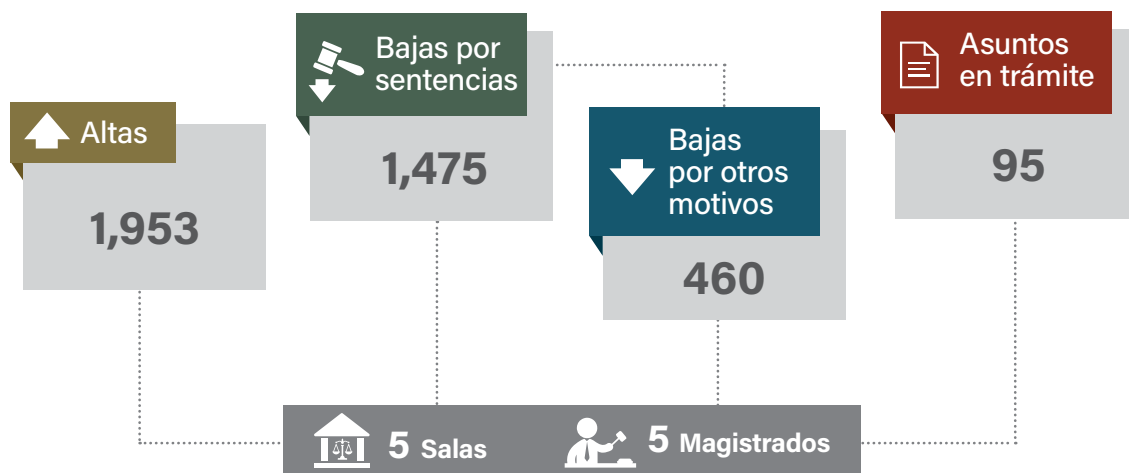 Altas
1,953
Bajas por
sentencias
1,475
Bajas
por otros
motivos
460
Asuntos
en trámite
95
5 Salas
5 Magistrados